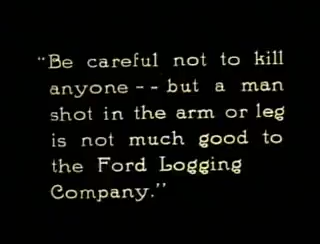 "Be careful not to kill
anyone -- but a man
shot in the arm or leg
is not much good to
the Ford Logging
Company."